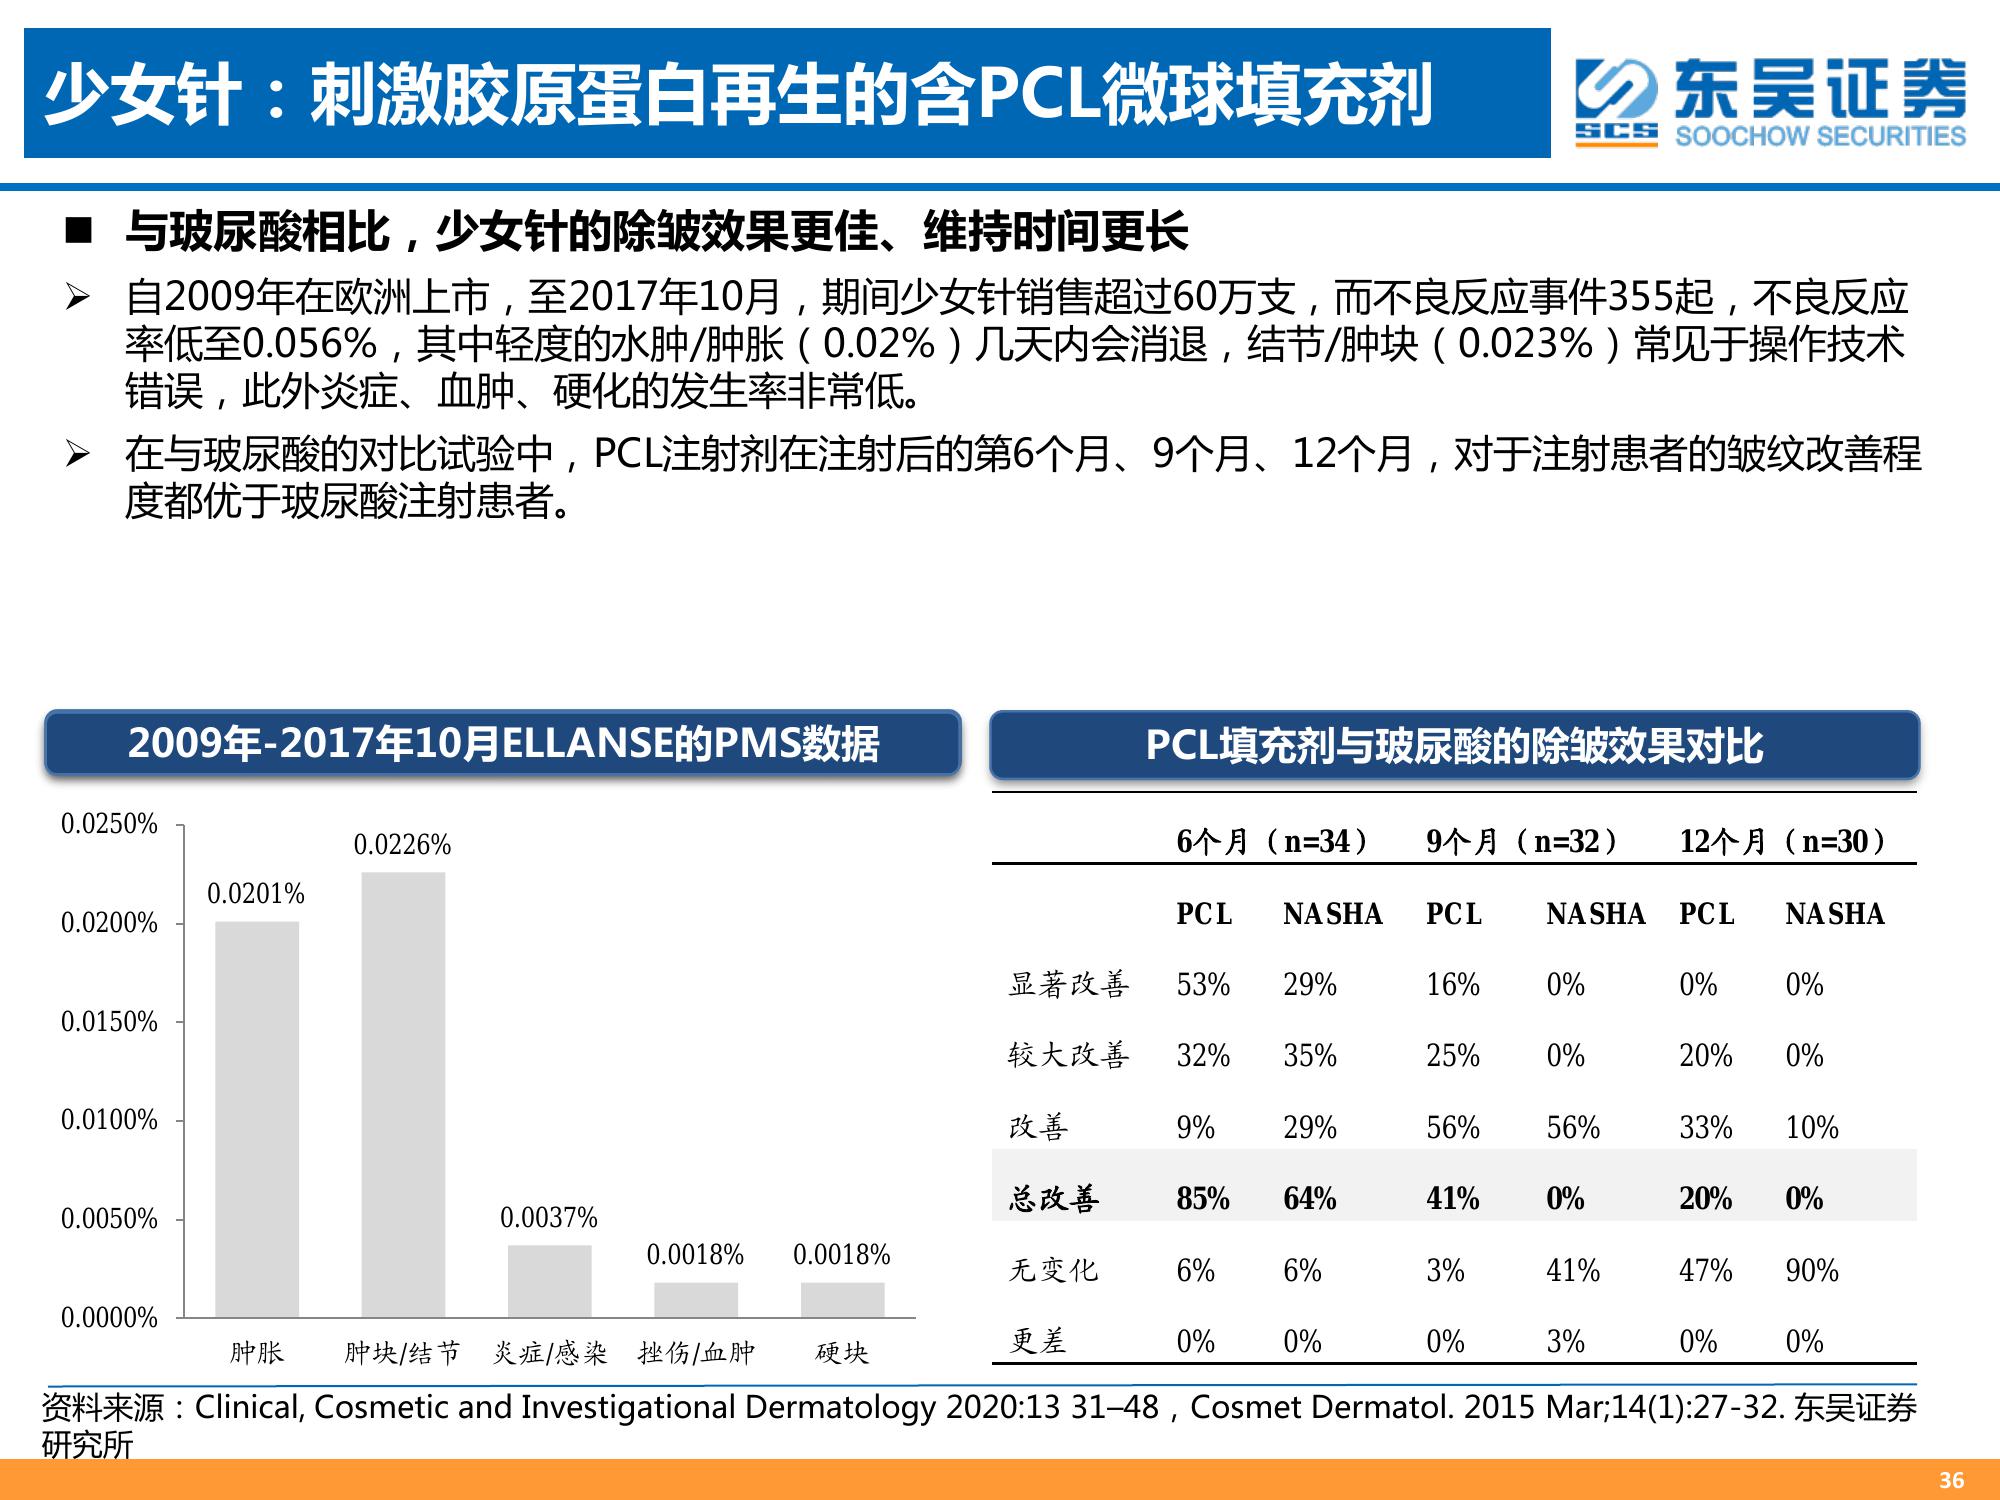 少女针：刺激胶原蛋白再生的含PCL微球填充剂
东吴证券
SCS
SOOCHOW SECURITIES
■ 与玻尿酸相比，少女针的除皱效果更佳、维持时间更长
➢ 自2009年在欧洲上市，至2017年10月，期间少女针销售超过60万支，而不良反应事件355起，不良反应
率低至0.056%，其中轻度的水肿/肿胀（0.02%）几天内会消退，结节/肿块（0.023%）常见于操作技术
错误，此外炎症、血肿、硬化的发生率非常低。
➢ 在与玻尿酸的对比试验中，PCL注射剂在注射后的第6个月、9个月、12个月，对于注射患者的皱纹改善程
度都优于玻尿酸注射患者。
2009年-2017年10月ELLANSE的PMS数据
0.0250%
0.0200%
0.0150%
0.0100%
0.0050%
0.0000%
0.0201%
0.0226%
0.0037%
0.0018%
0.0018%
肿胀 肿块/结节 炎症/感染 挫伤/血肿 硬块
PCL填充剂与玻尿酸的除皱效果对比
6个月（n=34） 9个月（n=32） 12个月（n=30）
PCL NASHA PCL NASHA PCL NASHA
显著改善 53% 29% 16% 0% 0% 0%
较大改善 32% 35% 25% 0% 20% 0%
改善 9% 29% 56% 56% 33% 10%
总改善 85% 64% 41% 0% 20% 0%
无变化 6% 6% 3% 41% 47% 90%
更差 0% 0% 0% 3% 0% 0%
资料来源：Clinical, Cosmetic and Investigational Dermatology 2020:13 31–48，Cosmet Dermatol. 2015 Mar;14(1):27-32. 东吴证券
研究所
36